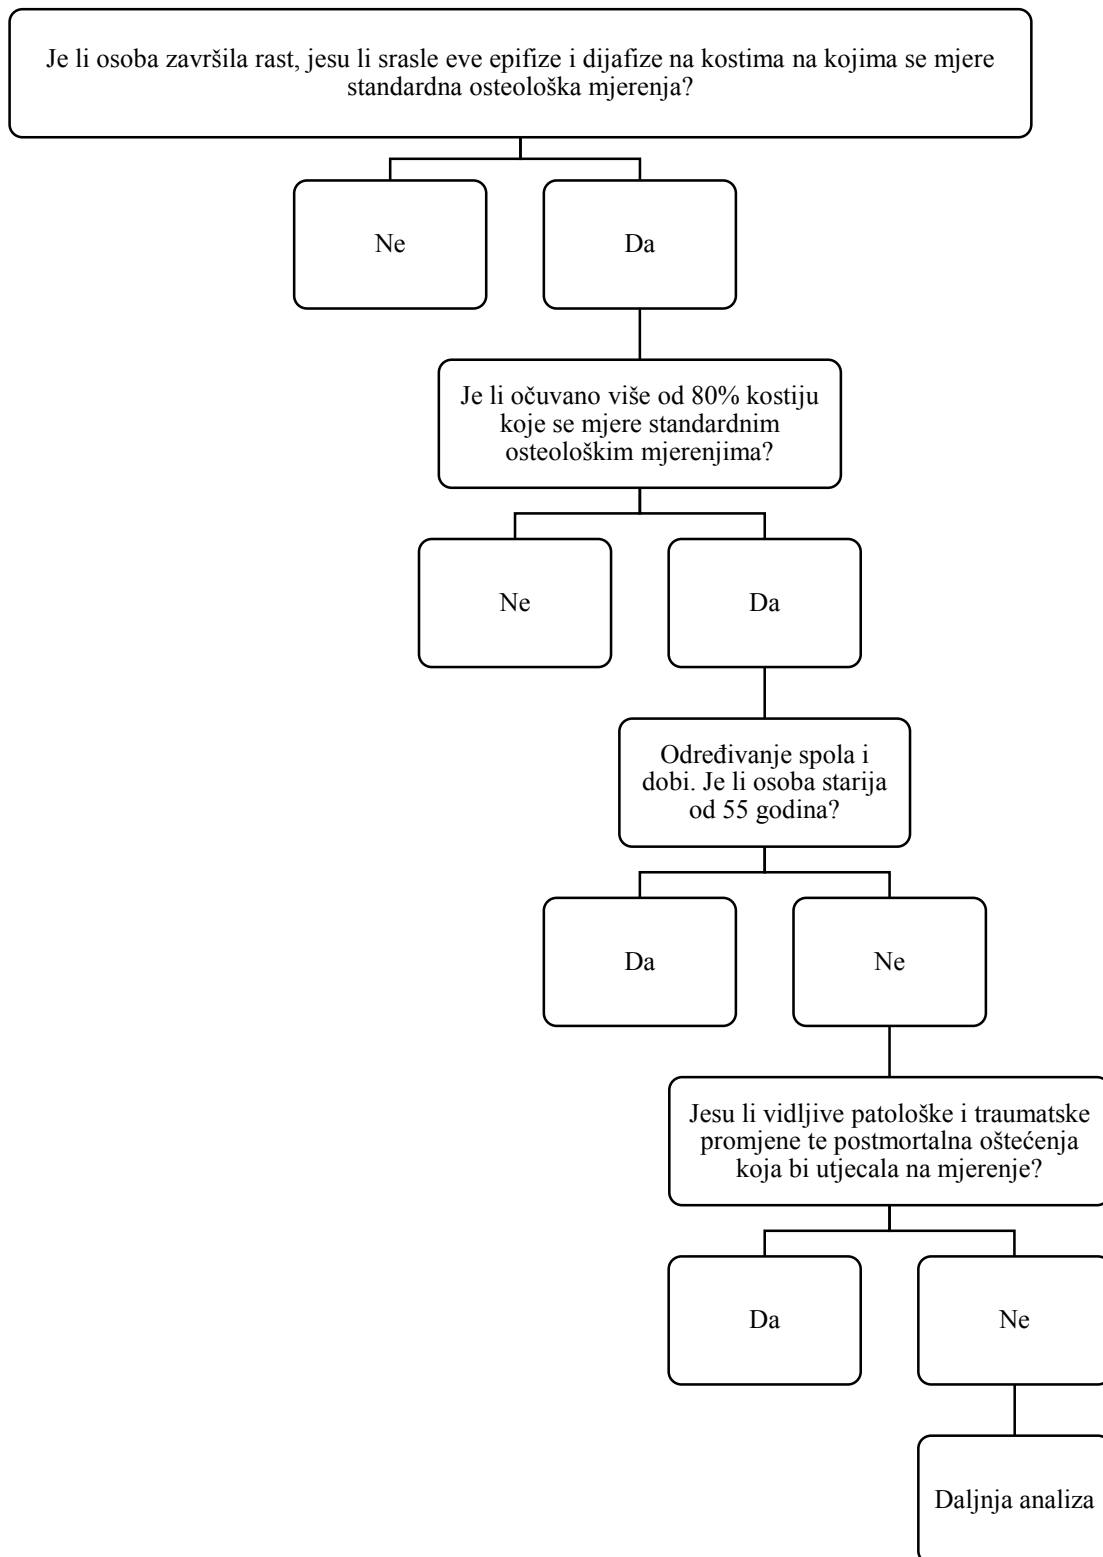 Je li osoba završila rast, jesu li srasle eve epifize i dijafize na kostima na kojima se mjere
standardna osteološka mjerenja?
Ne
Da
Je li očuvano više od 80% kostiju
koje se mjere standardnim
osteološkim mjerenjima?
Ne
Da
Određivanje spola i
dobi. Je li osoba starija
od 55 godina?
Da
Ne
Jesu li vidljive patološke i traumatske
promjene te postmortalna oštećenja
koja bi utjecala na mjerenje?
Da
Ne
Daljnja analiza